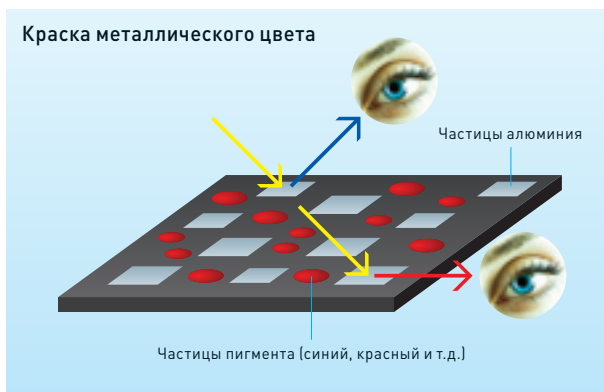 Краска металлического цвета
Частицы алюминия
Частицы пигмента (синий, красный и т.д.)